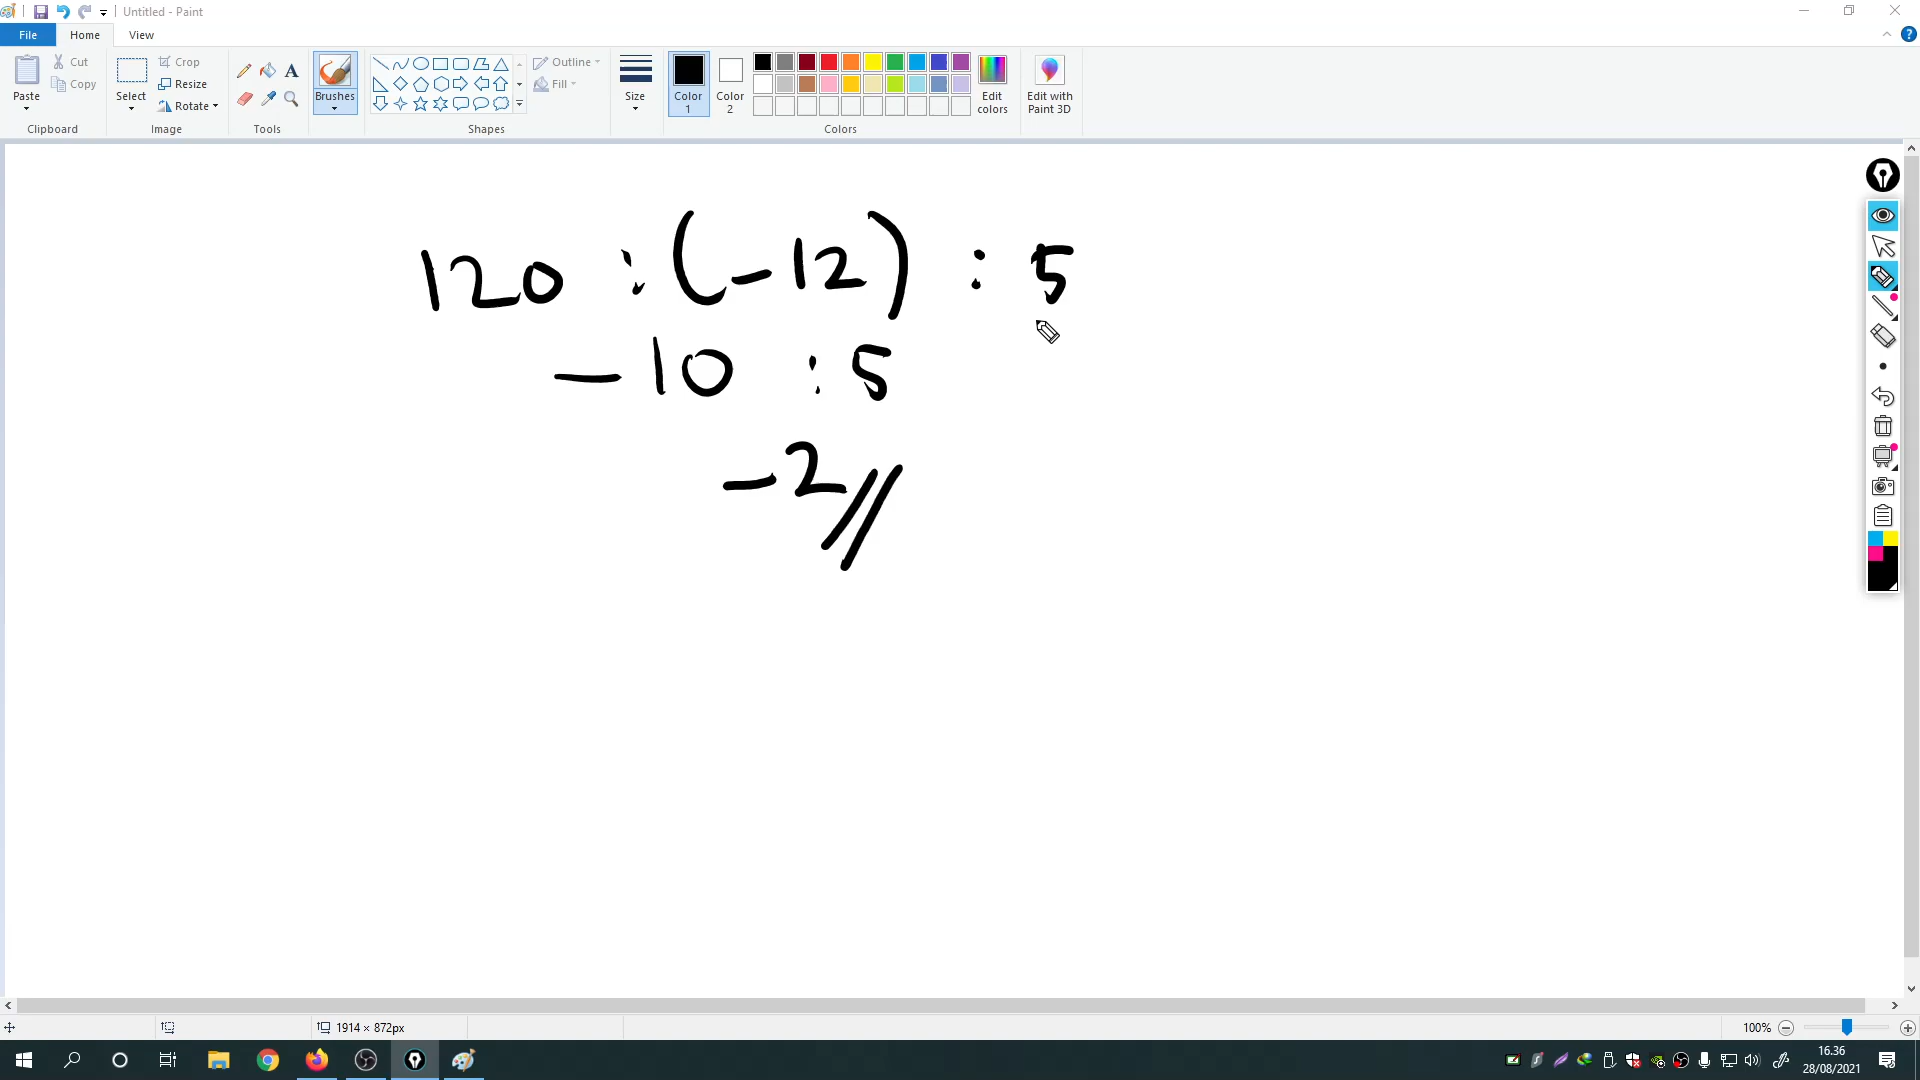 Untitled - Paint
File Home View
Paste
Cut
Copy
Clipboard
Select
Crop
Resize
Rotate
Image
Tools
Brushes
Shapes
Outline
Fill
Size
Color 1
Color 2
Colors
Edit colors
Edit with Paint 3D
120 : (-12) : 5
-10 : 5
-2//
1914 × 872px
100%
16.36
28/08/2021